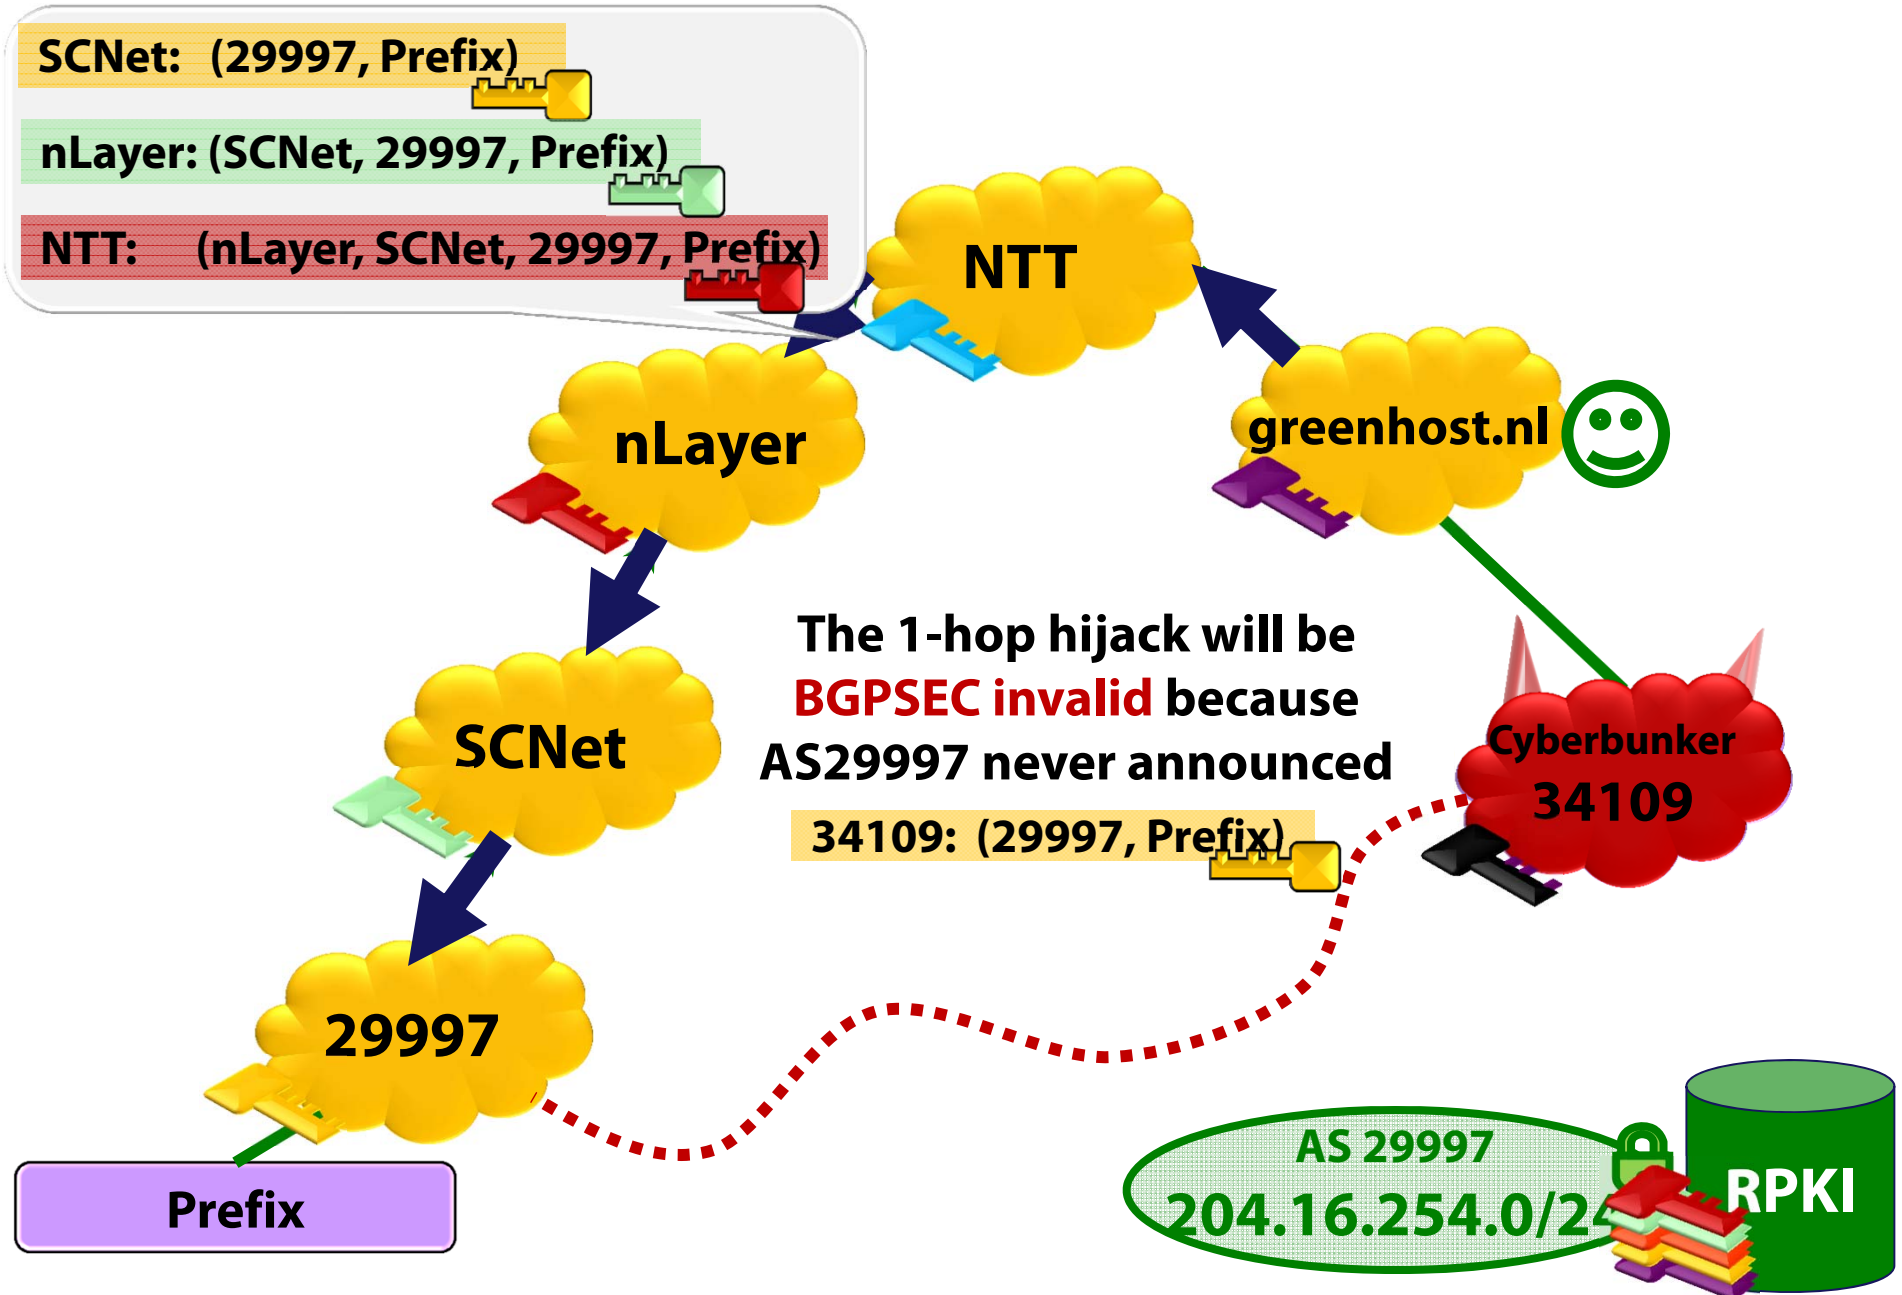 SCNet: (29997, Prefix)
nLayer: (SCNet, 29997, Prefix)
NTT: (nLayer, SCNet, 29997, Prefix)
NTT
nLayer
greenhost.nl
The 1-hop hijack will be
BGPSEC invalid because
AS29997 never announced
34109: (29997, Prefix)
SCNet
Cyberbunker
34109
29997
Prefix
AS 29997
204.16.254.0/24
RPKI